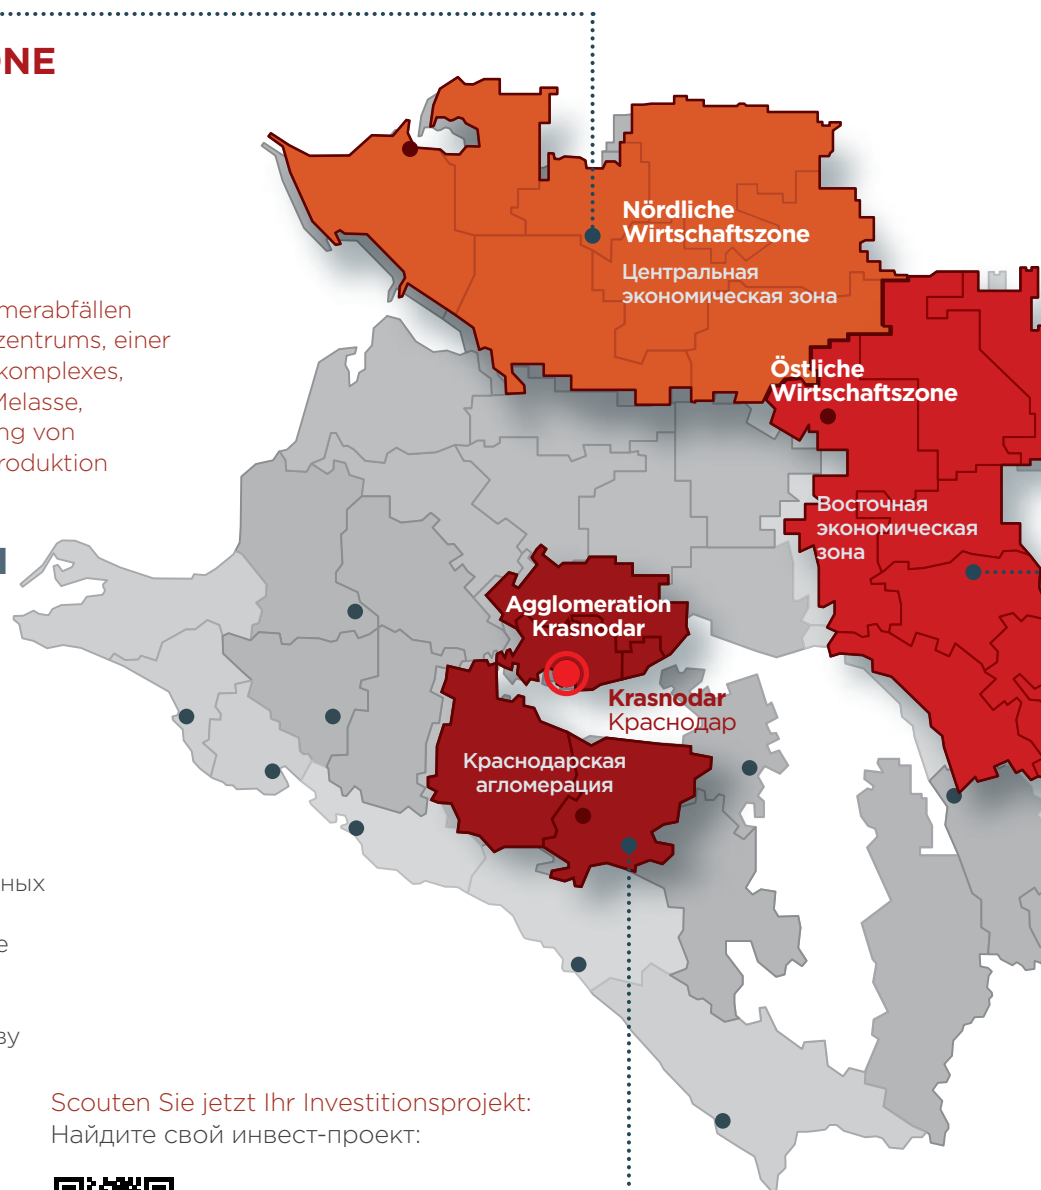 ONE
merabfällen
zentrums, einer
komplexes,
Melasse,
ng von
roduktion
ных
е
ву
Nördliche
Wirtschaftszone
Центральная
экономическая зона
Östliche
Wirtschaftszone
Восточная
экономическая
зона
Agglomeration
Krasnodar
Krasnodar
Краснодар
Краснодарская
агломерация
Scouten Sie jetzt Ihr Investitionsprojekt:
Найдите свой инвест-проект: